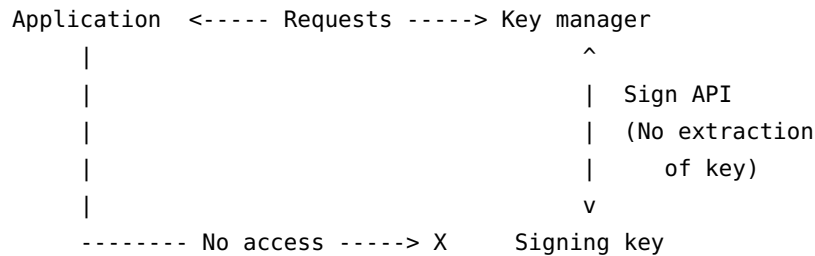 Application <----- Requests -----> Key manager
| ^
| | Sign API
| | (No extraction
| | of key)
| v
-------- No access -----> X Signing key